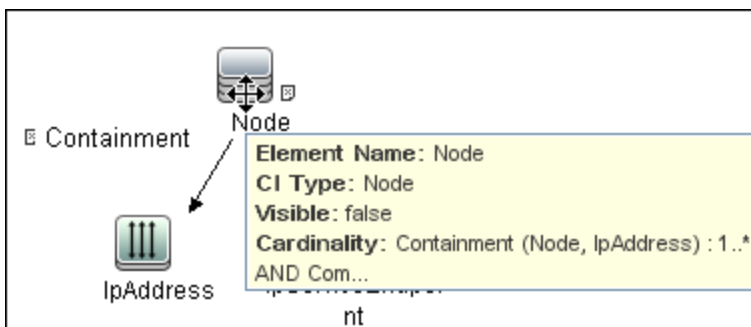 Containment
Node
Element Name: Node
CI Type: Node
Visible: false
Cardinality: Containment (Node, IpAddress) : 1..*
AND Com...
IpAddress
nt